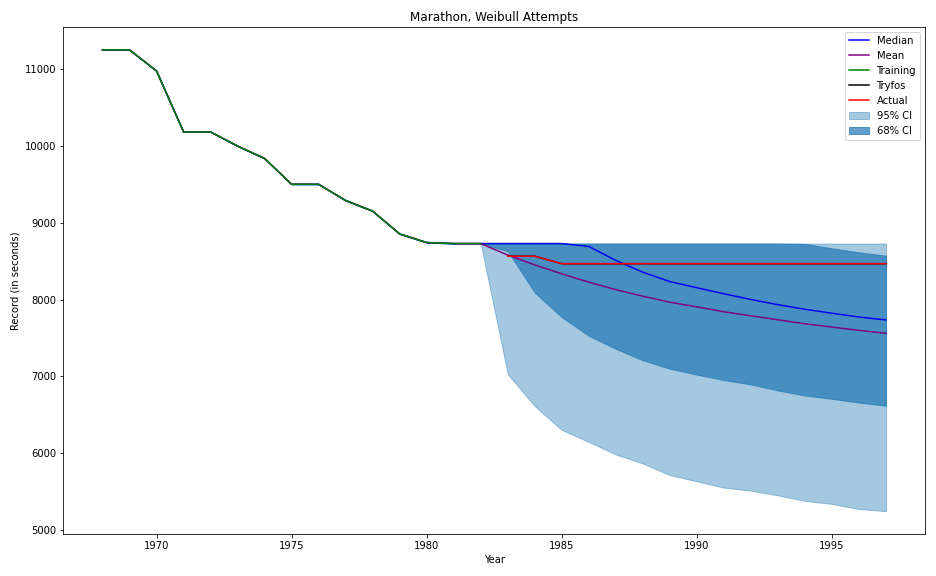 Marathon, Weibull Attempts
Median
Mean
Training
Tryfos
Actual
95% CI
68% CI
Record (in seconds)
11000
10000
9000
8000
7000
6000
5000
1970
1975
1980
1985
1990
1995
Year